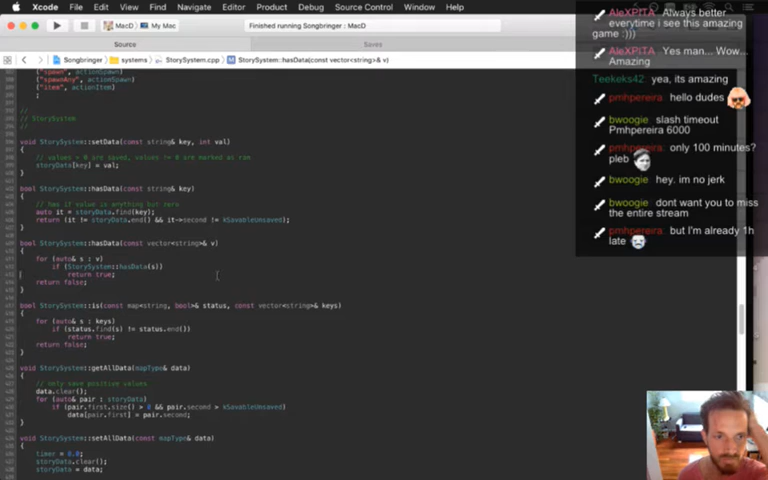 Xcode File Edit View Find Navigate Editor Product Debug Source Control Window Help
MacD My Mac
Finished running Songbringer : MacD
Source
Saves
Songbringer systems StorySystem.cpp StorySystem::hasData(const vector<string>& v)
("spawn", actionSpawn)
("spawnAny", actionSpawnAny)
("item", actionItem)
;
//
// StorySystem
//
void StorySystem::setData(const string& key, int val)
{
// values > 0 are saved, values != 0 are marked as ram
storyData[key] = val;
}
bool StorySystem::hasData(const string& key)
{
// has if value is anything but zero
auto it = storyData.find(key);
return (it != storyData.end() && it->second != kSavableUnsaved);
}
bool StorySystem::hasData(const vector<string>& v)
{
for (auto& s : v)
if (StorySystem::hasData(s))
return true;
return false;
}
bool StorySystem::is(const map<string, bool>& status, const vector<string>& keys)
{
for (auto& s : keys)
if (status.find(s) != status.end())
return true;
return false;
}
void StorySystem::getAllData(mapType& data)
{
// only save positive values
data.clear();
for (auto& pair : storyData)
if (pair.first.size() > 0 && pair.second > kSavableUnsaved)
data[pair.first] = pair.second;
}
void StorySystem::setAllData(const mapType& data)
{
timer = 0.0;
storyData.clear();
storyData = data;
AleXPITA Always better
everytime i see this amazing
game :)))
AleXPITA Yes man... Wow...
Amazing
Teekeks42 yea, its amazing
pmhpereira hello dudes
bwoogie slash timeout
Pmhpereira 6000
pmhpereira: only 100 minutes?
pleb
bwoogie hey. im no jerk
bwoogie dont want you to miss
the entire stream
pmhpereira: but I'm already 1h
late